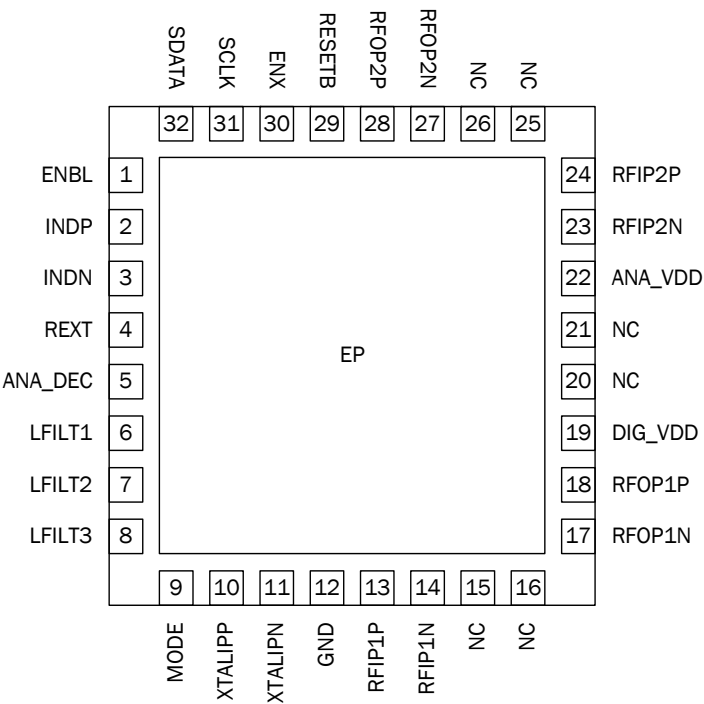 SDATA
SCLK
ENX
RESETB
RFOP2P
RFOP2N
NC
NC
32 31 30 29 28 27 26 25
ENBL 1
INDP 2
INDN 3
REXT 4
ANA_DEC 5
LFILT1 6
LFILT2 7
LFILT3 8
EP
24 RFIP2P
23 RFIP2N
22 ANA_VDD
21 NC
20 NC
19 DIG_VDD
18 RFOP1P
17 RFOP1N
9 10 11 12 13 14 15 16
MODE
XTALIPP
XTALIPN
GND
RFIP1P
RFIP1N
NC
NC